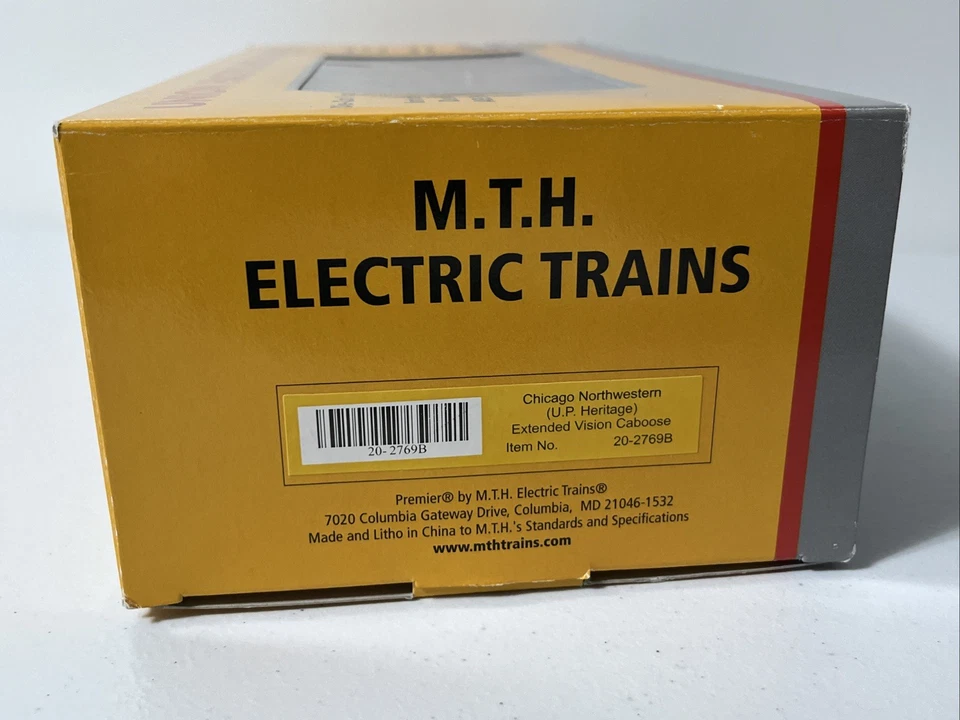 M.T.H.
ELECTRIC TRAINS
20-2769B
Chicago Northwestern
(U.P. Heritage)
Extended Vision Caboose
Item No. 20-2769B
Premier® by M.T.H. Electric Trains®
7020 Columbia Gateway Drive, Columbia, MD 21046-1532
Made and Litho in China to M.T.H.'s Standards and Specifications
www.mthtrains.com